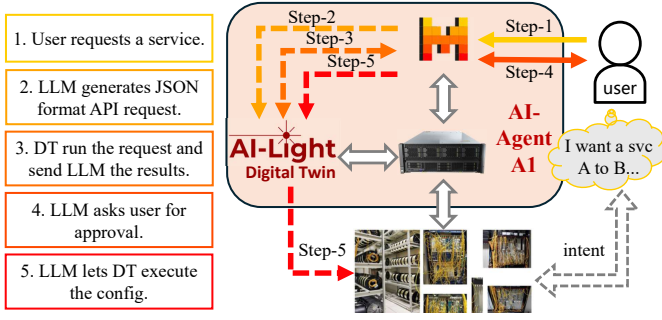 1. User requests a service.
2. LLM generates JSON
format API request.
3. DT run the request and
send LLM the results.
4. LLM asks user for
approval.
5. LLM lets DT execute
the config.
Step-2
Step-3
Step-5
Step-1
Step-4
user
AI-Light
Digital Twin
AI-
Agent
A1
I want a svc
A to B...
Step-5
intent